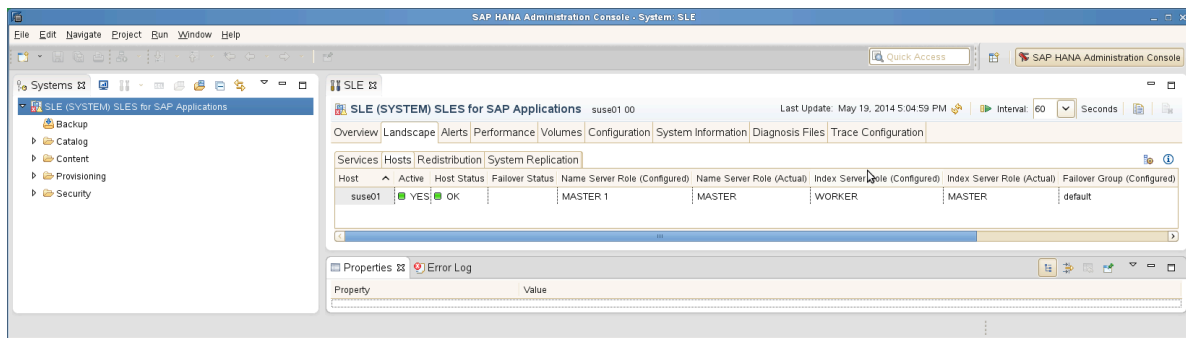 SAP HANA Administration Console - System: SLE
File Edit Navigate Project Run Window Help
Quick Access
SAP HANA Administration Console
Systems
SLE (SYSTEM) SLES for SAP Applications
Backup
Catalog
Content
Provisioning
Security
SLE
SLE (SYSTEM) SLES for SAP Applications suse01 00 Last Update: May 19, 2014 5:04:59 PM Interval: 60 Seconds
Overview Landscape Alerts Performance Volumes Configuration System Information Diagnosis Files Trace Configuration
Services Hosts Redistribution System Replication
Host Active Host Status Failover Status Name Server Role (Configured) Name Server Role (Actual) Index Server Role (Configured) Index Server Role (Actual) Failover Group (Configured)
suse01 YES OK MASTER 1 MASTER WORKER MASTER default
Properties Error Log
Property Value